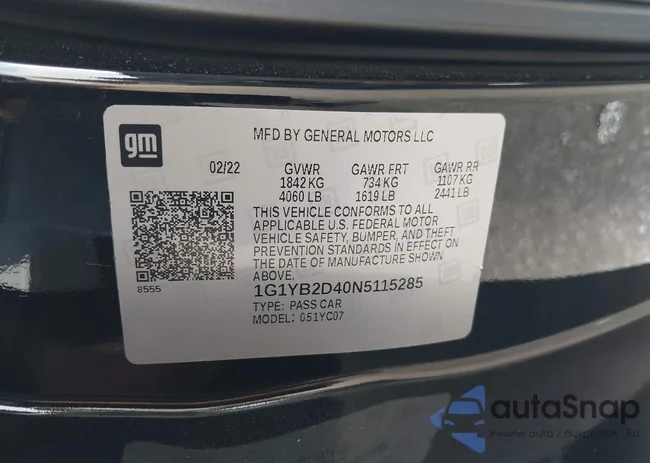 gm
MFD BY GENERAL MOTORS LLC
02/22 GVWR GAWR FRT GAWR RR
1842 KG 734 KG 1107 KG
4060 LB 1619 LB 2441 LB
THIS VEHICLE CONFORMS TO ALL
APPLICABLE U.S. FEDERAL MOTOR
VEHICLE SAFETY, BUMPER, AND THEFT
PREVENTION STANDARDS IN EFFECT ON
THE DATE OF MANUFACTURE SHOWN
ABOVE.
8555
1G1YB2D40N5115285
TYPE: PASS CAR
MODEL: 051YC07
autaSnap
Pewne auta z